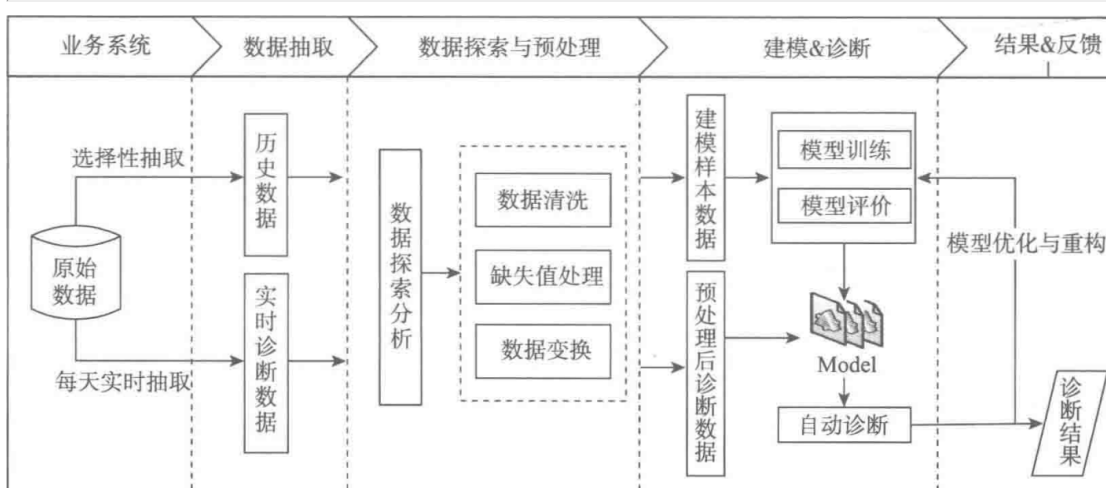 业务系统
数据抽取
数据探索与预处理
建模&诊断
结果&反馈
选择性抽取
原始
数据
每天实时抽取
历史数据
实时诊断数据
数据探索分析
数据清洗
缺失值处理
数据变换
建模样本数据
预处理后诊断数据
模型训练
模型评价
Model
自动诊断
模型优化与重构
诊断结果